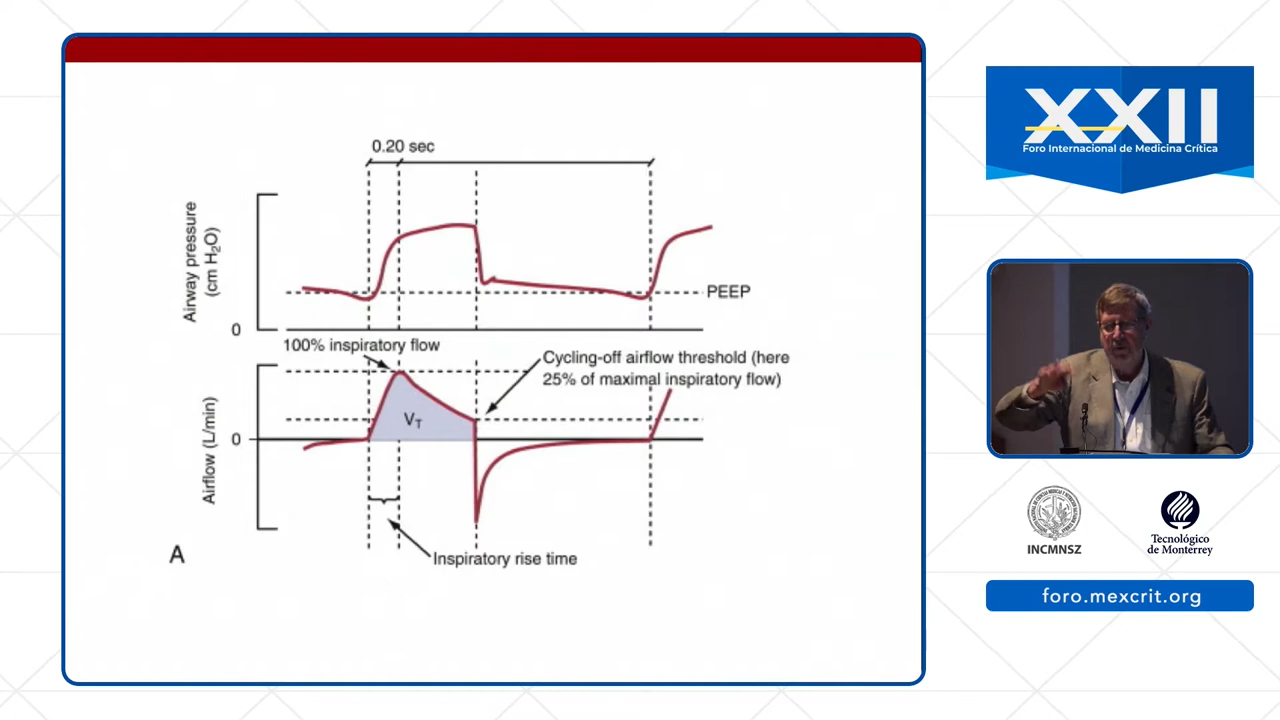 0.20 sec
Airway pressure
(cm H₂O)
PEEP
0
100% inspiratory flow
Cycling-off airflow threshold (here
25% of maximal inspiratory flow)
Airflow (L/min)
0
V_T
Inspiratory rise time
A
XXII
Foro Internacional de Medicina Crítica
INCMNSZ
Tecnológico
de Monterrey
foro.mexcrit.org